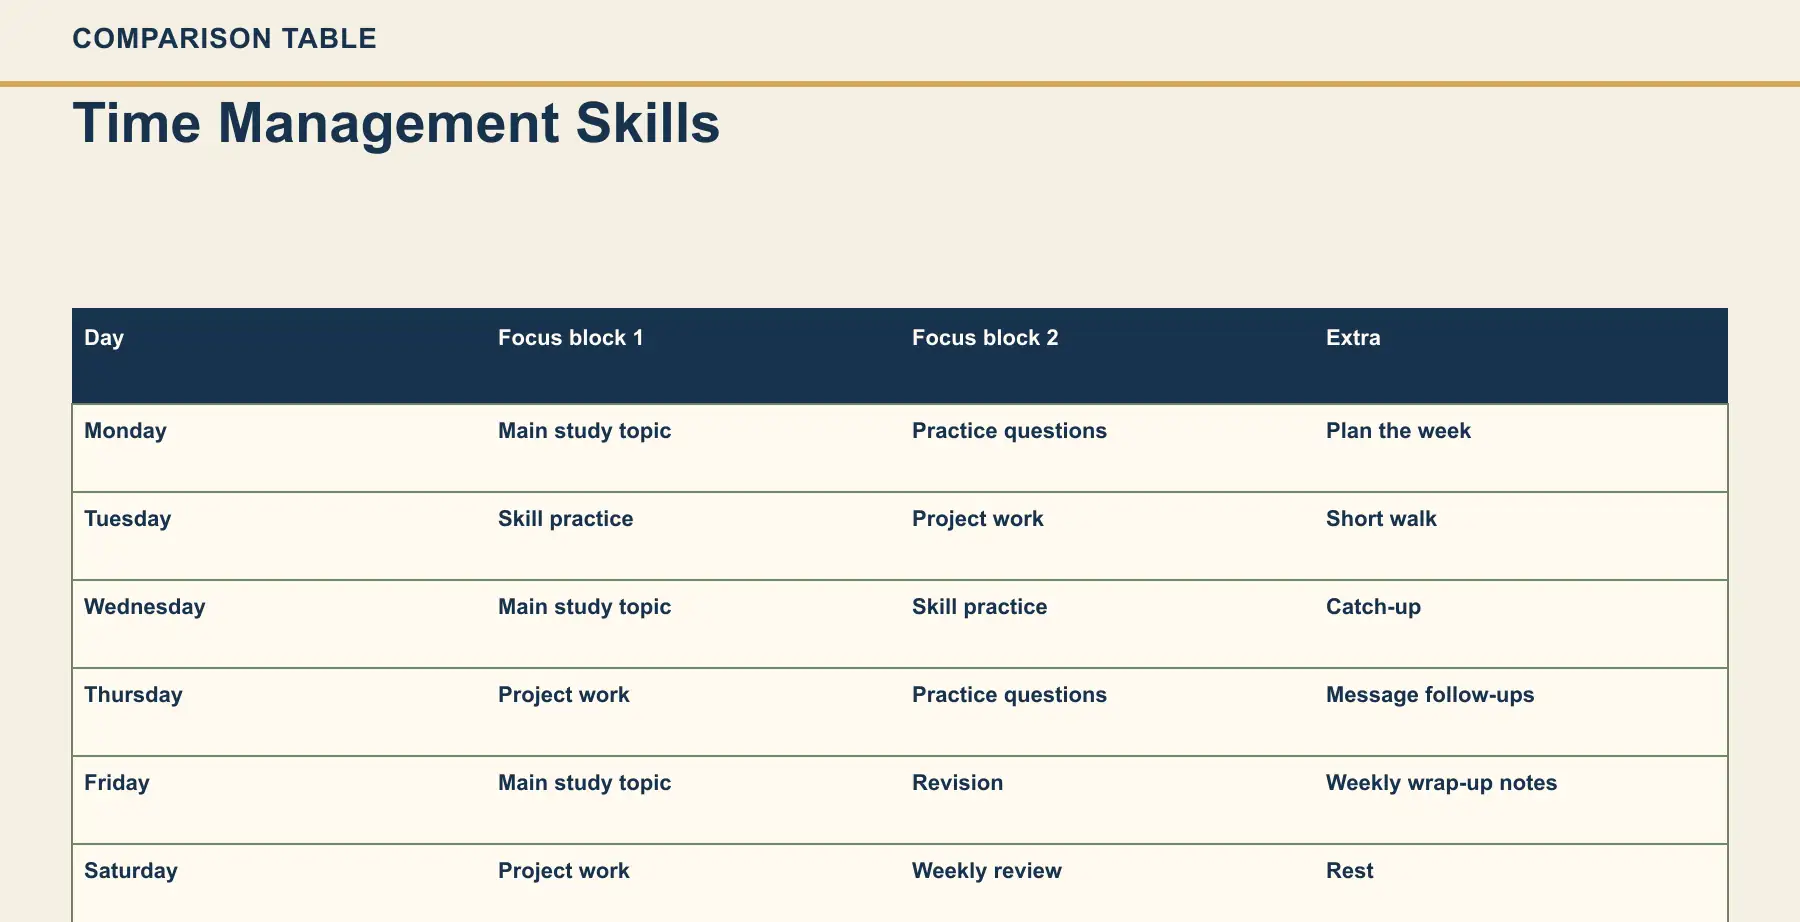 COMPARISON TABLE
Time Management Skills
Day Focus block 1 Focus block 2 Extra
Monday Main study topic Practice questions Plan the week
Tuesday Skill practice Project work Short walk
Wednesday Main study topic Skill practice Catch-up
Thursday Project work Practice questions Message follow-ups
Friday Main study topic Revision Weekly wrap-up notes
Saturday Project work Weekly review Rest